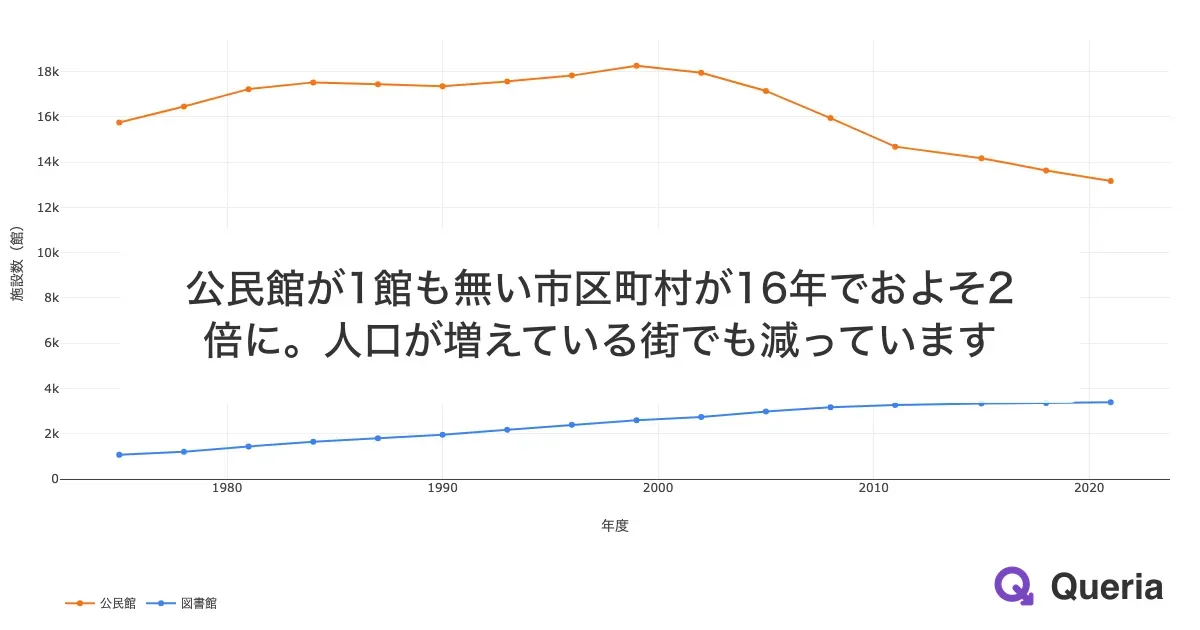 18k
16k
14k
12k
10k
8k
6k
4k
2k
0
施設数（館）
公民館が1館も無い市区町村が16年でおよそ2
倍に。人口が増えている街でも減っています
1980 1990 2000 2010 2020
年度
公民館 図書館
Queria